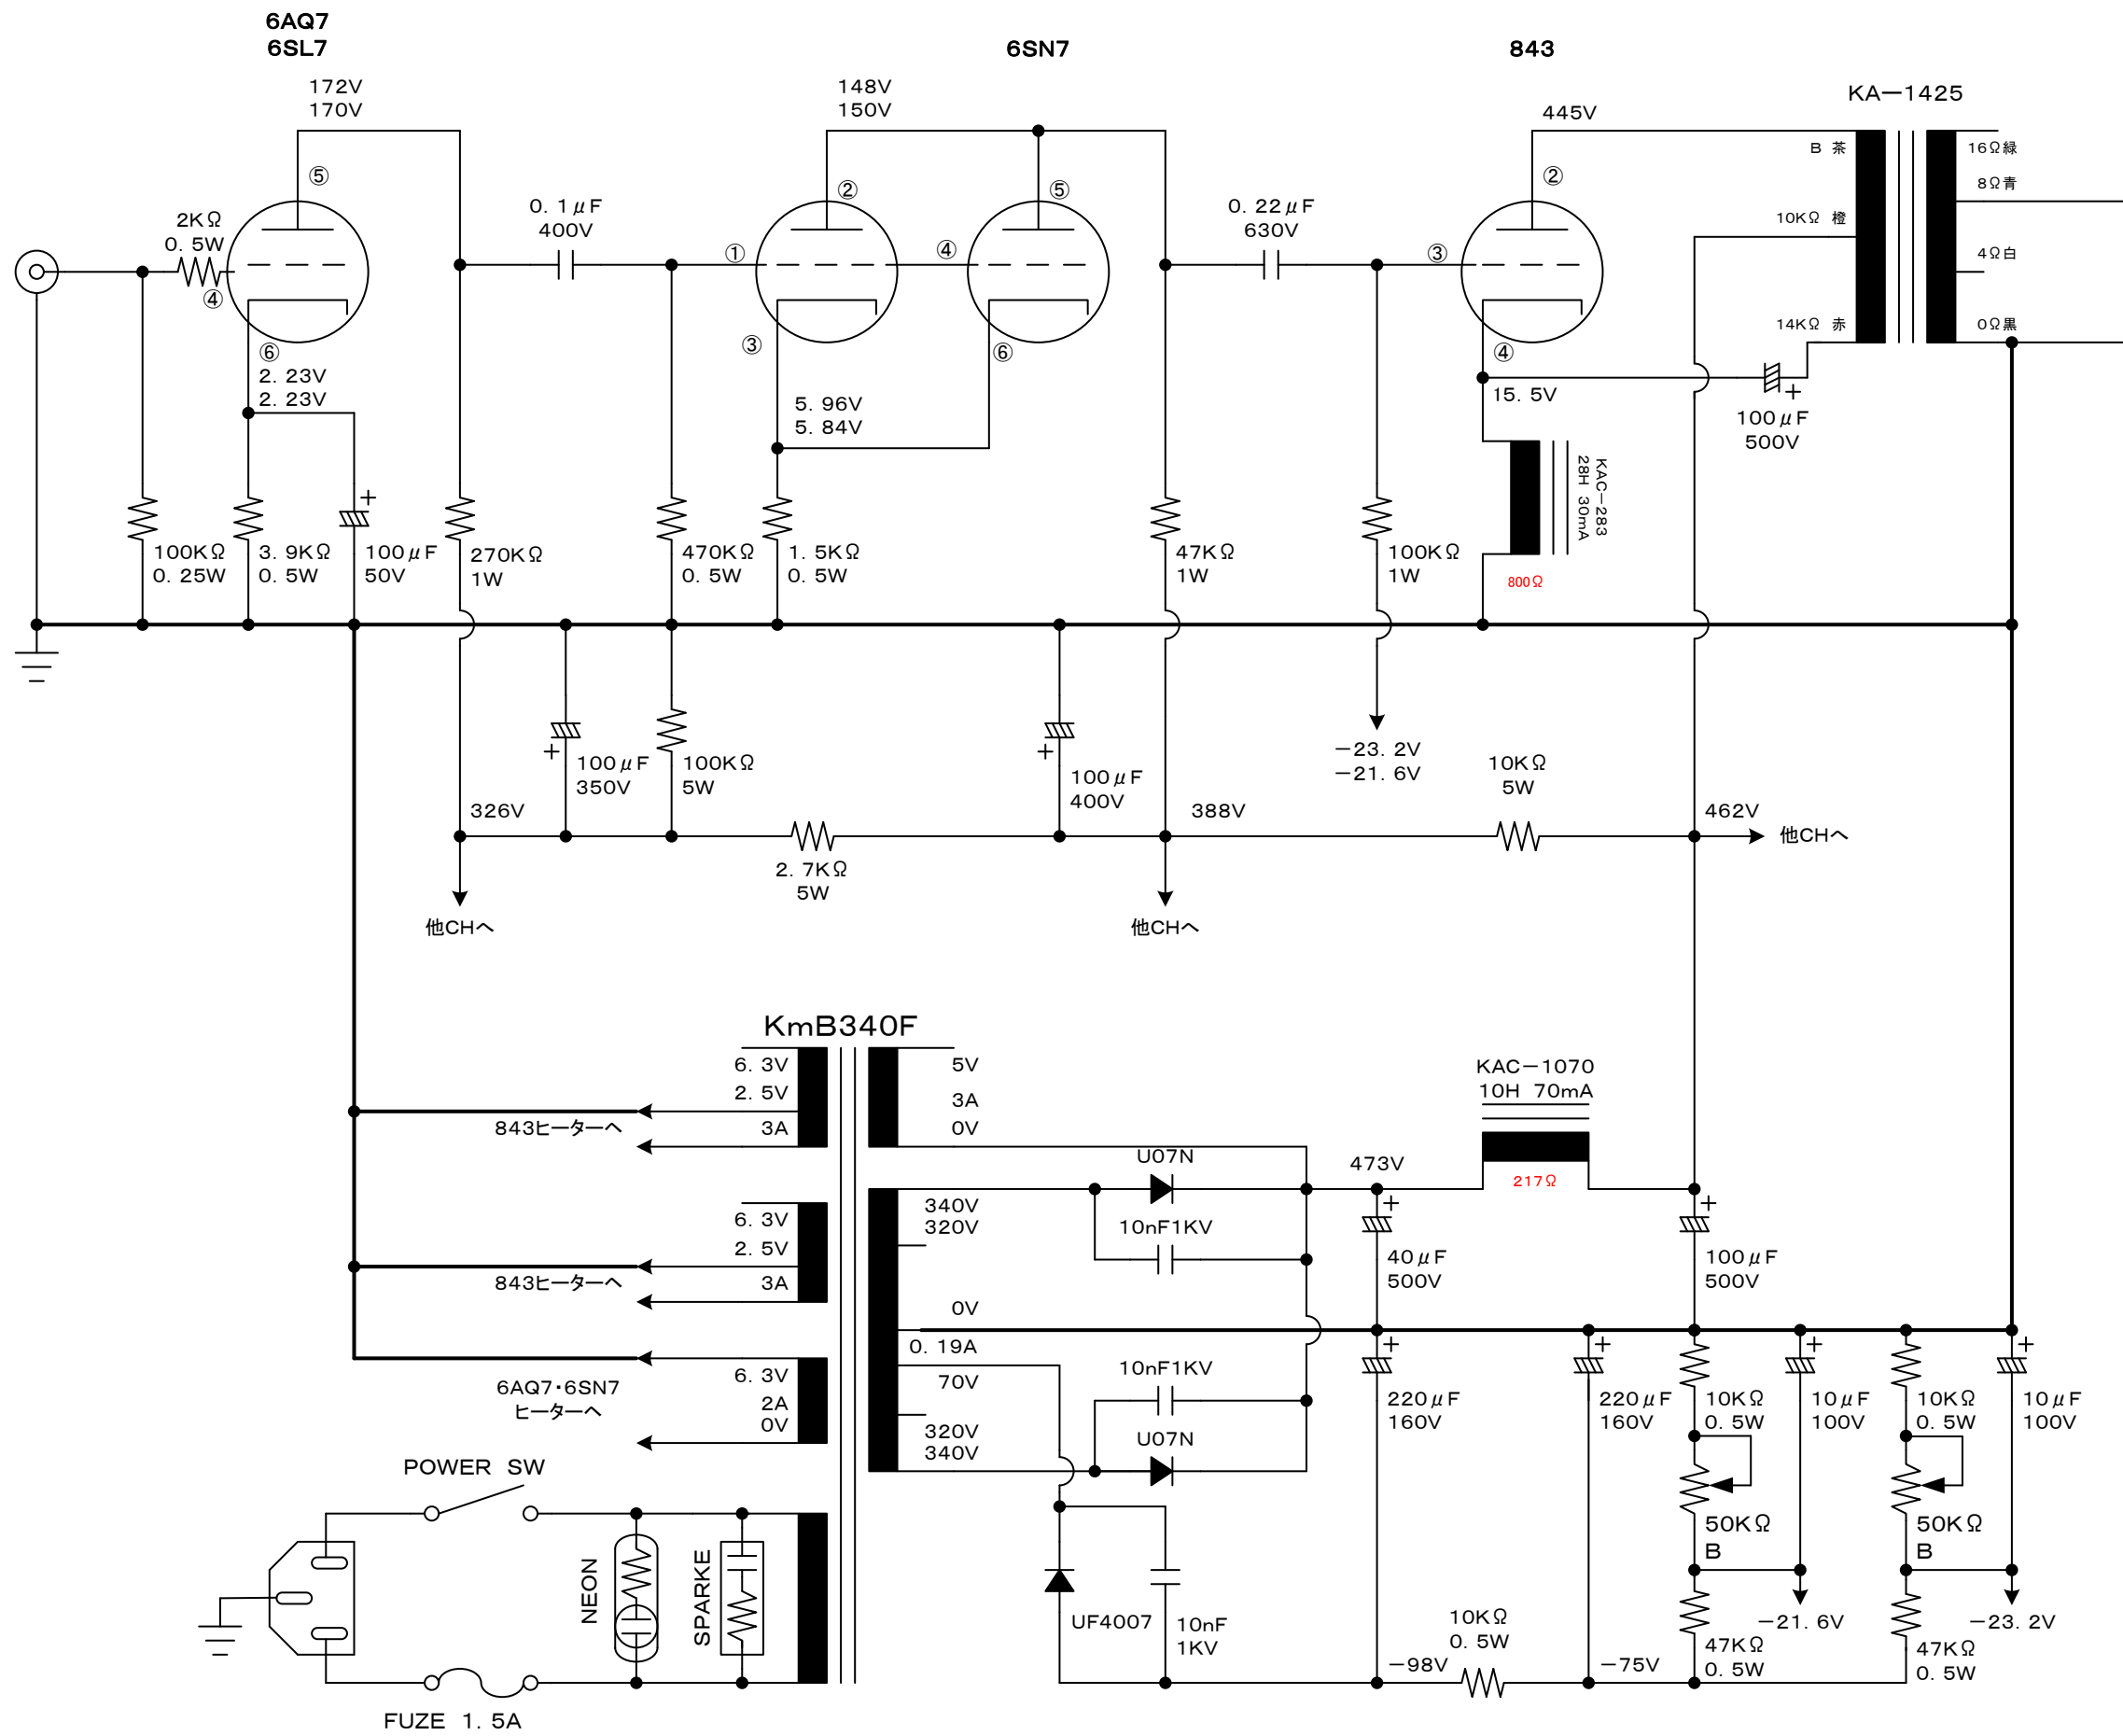 6AQ7
6SL7
6SN7
843
172V
170V
148V
150V
445V
KA－1425
B 茶
10KΩ 橙
14KΩ 赤
16Ω緑
8Ω青
4Ω白
0Ω黒
2KΩ
0. 5W
④
⑤
⑥
2. 23V
2. 23V
0. 1μF
400V
①
②
③
④
⑤
⑥
5. 96V
5. 84V
0. 22μF
630V
②
③
④
15. 5V
100μF
500V
KAC－283
28H 30mA
800Ω
100KΩ
0. 25W
3. 9KΩ
0. 5W
100μF
50V
270KΩ
1W
470KΩ
0. 5W
1. 5KΩ
0. 5W
47KΩ
1W
100KΩ
1W
100μF
350V
100KΩ
5W
100μF
400V
－23. 2V
－21. 6V
10KΩ
5W
326V
388V
462V
他CHへ
2. 7KΩ
5W
他CHへ
他CHへ
KmB340F
6. 3V
2. 5V
3A
843ヒーターへ
6. 3V
2. 5V
3A
843ヒーターへ
6. 3V
2A
0V
6AQ7・6SN7
ヒーターへ
5V
3A
0V
340V
320V
0V
0. 19A
70V
320V
340V
U07N
10nF1KV
10nF1KV
U07N
473V
KAC－1070
10H 70mA
217Ω
40μF
500V
100μF
500V
220μF
160V
220μF
160V
10KΩ
0. 5W
10μF
100V
10KΩ
0. 5W
10μF
100V
50KΩ
B
50KΩ
B
－21. 6V
－23. 2V
47KΩ
0. 5W
47KΩ
0. 5W
UF4007
10nF
1KV
10KΩ
0. 5W
－98V
－75V
POWER SW
NEON
SPARKE
FUZE 1. 5A